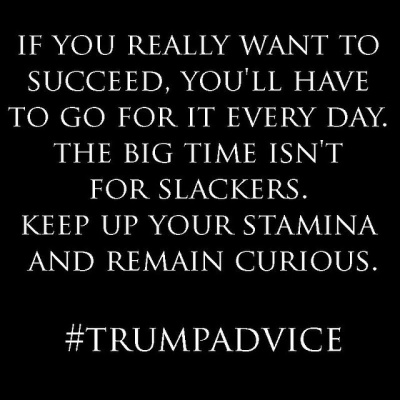 IF YOU REALLY WANT TO
SUCCEED, YOU'LL HAVE
TO GO FOR IT EVERY DAY.
THE BIG TIME ISN'T
FOR SLACKERS.
KEEP UP YOUR STAMINA
AND REMAIN CURIOUS.
#TRUMPADVICE